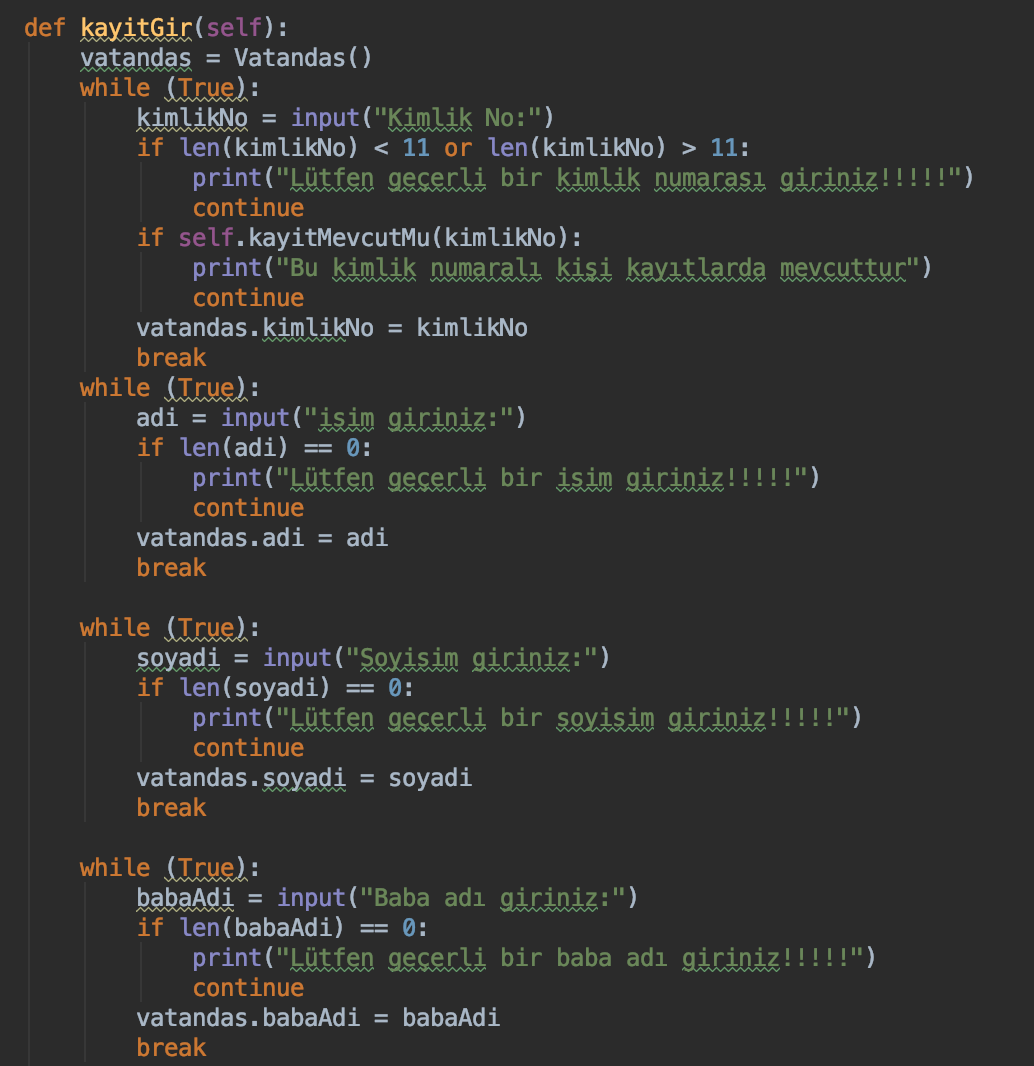 def kayitGir(self):
    vatandas = Vatandas()
    while (True):
        kimlikNo = input("Kimlik No:")
        if len(kimlikNo) < 11 or len(kimlikNo) > 11:
            print("Lütfen geçerli bir kimlik numarası giriniz!!!!!")
            continue
        if self.kayitMevcutMu(kimlikNo):
            print("Bu kimlik numaralı kişi kayıtlarda mevcuttur")
            continue
        vatandas.kimlikNo = kimlikNo
        break
    while (True):
        adi = input("isim giriniz:")
        if len(adi) == 0:
            print("Lütfen geçerli bir isim giriniz!!!!!")
            continue
        vatandas.adi = adi
        break

    while (True):
        soyadi = input("Soyisim giriniz:")
        if len(soyadi) == 0:
            print("Lütfen geçerli bir soyisim giriniz!!!!!")
            continue
        vatandas.soyadi = soyadi
        break

    while (True):
        babaAdi = input("Baba adı giriniz:")
        if len(babaAdi) == 0:
            print("Lütfen geçerli bir baba adı giriniz!!!!!")
            continue
        vatandas.babaAdi = babaAdi
        break